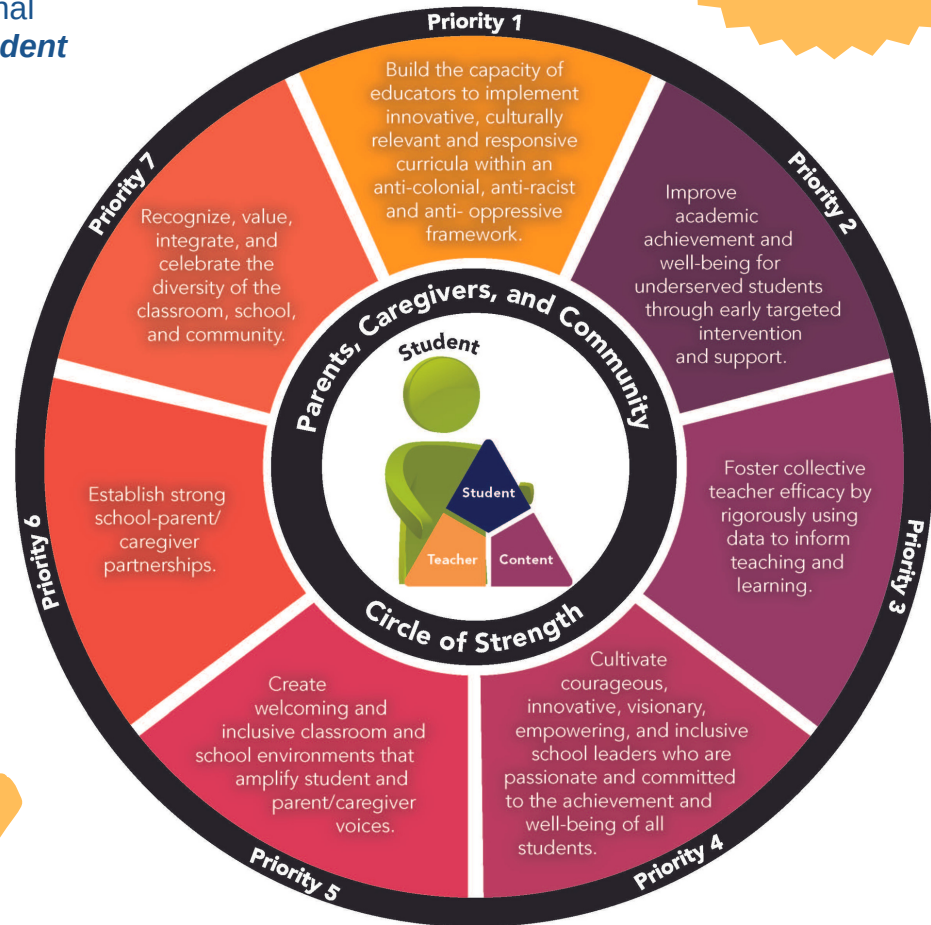 nal
dent
Priority 1
Build the capacity of
educators to implement
innovative, culturally
relevant and responsive
curricula within an
anti-colonial, anti-racist
and anti- oppressive
framework.
Priority 2
Improve
academic
achievement and
well-being for
underserved students
through early targeted
intervention
and support.
Priority 3
Foster collective
teacher efficacy by
rigorously using
data to inform
teaching and
learning.
Priority 4
Cultivate
courageous,
innovative, visionary,
empowering, and inclusive
school leaders who are
passionate and committed
to the achievement and
well-being of all
students.
Priority 5
Create
welcoming and
inclusive classroom and
school environments that
amplify student and
parent/caregiver
voices.
Priority 6
Establish strong
school-parent/
caregiver
partnerships.
Priority 7
Recognize, value,
integrate, and
celebrate the
diversity of the
classroom, school,
and community.
Parents, Caregivers, and Community
Student
Student
Teacher
Content
Circle of Strength